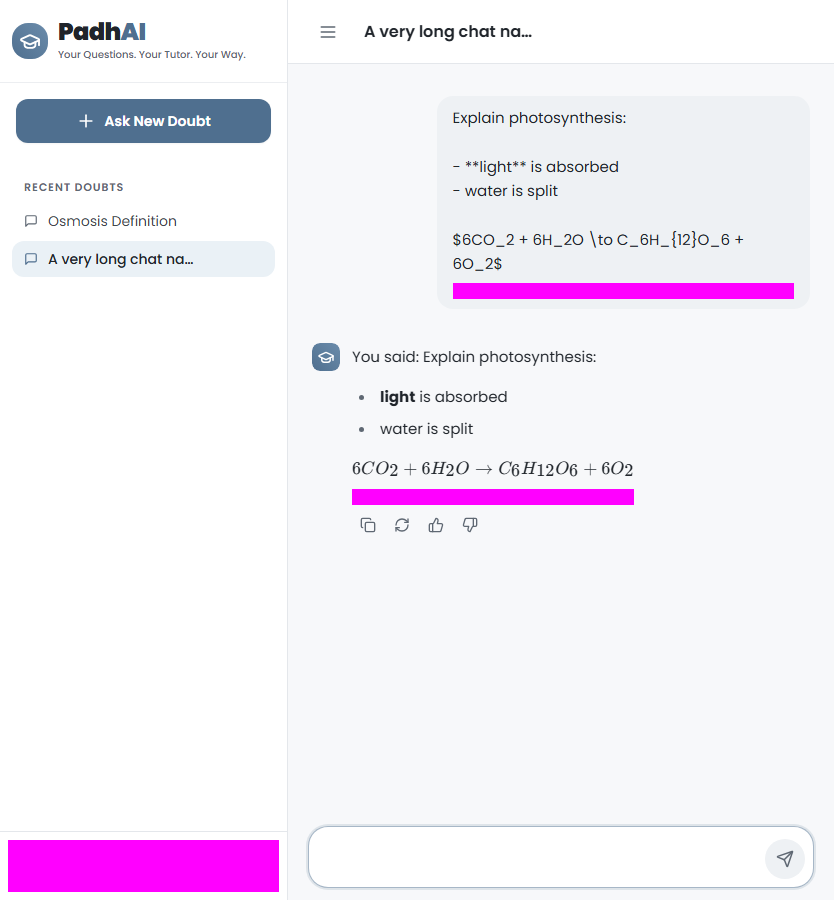 PadhAI
Your Questions. Your Tutor. Your Way.
Ask New Doubt
RECENT DOUBTS
Osmosis Definition
A very long chat na...
A very long chat na...
Explain photosynthesis:
- **light** is absorbed
- water is split
$6CO_2 + 6H_2O \to C_6H_{12}O_6 +
6O_2$
You said: Explain photosynthesis:
• light is absorbed
• water is split
6CO2 + 6H2O → C6H12O6 + 6O2